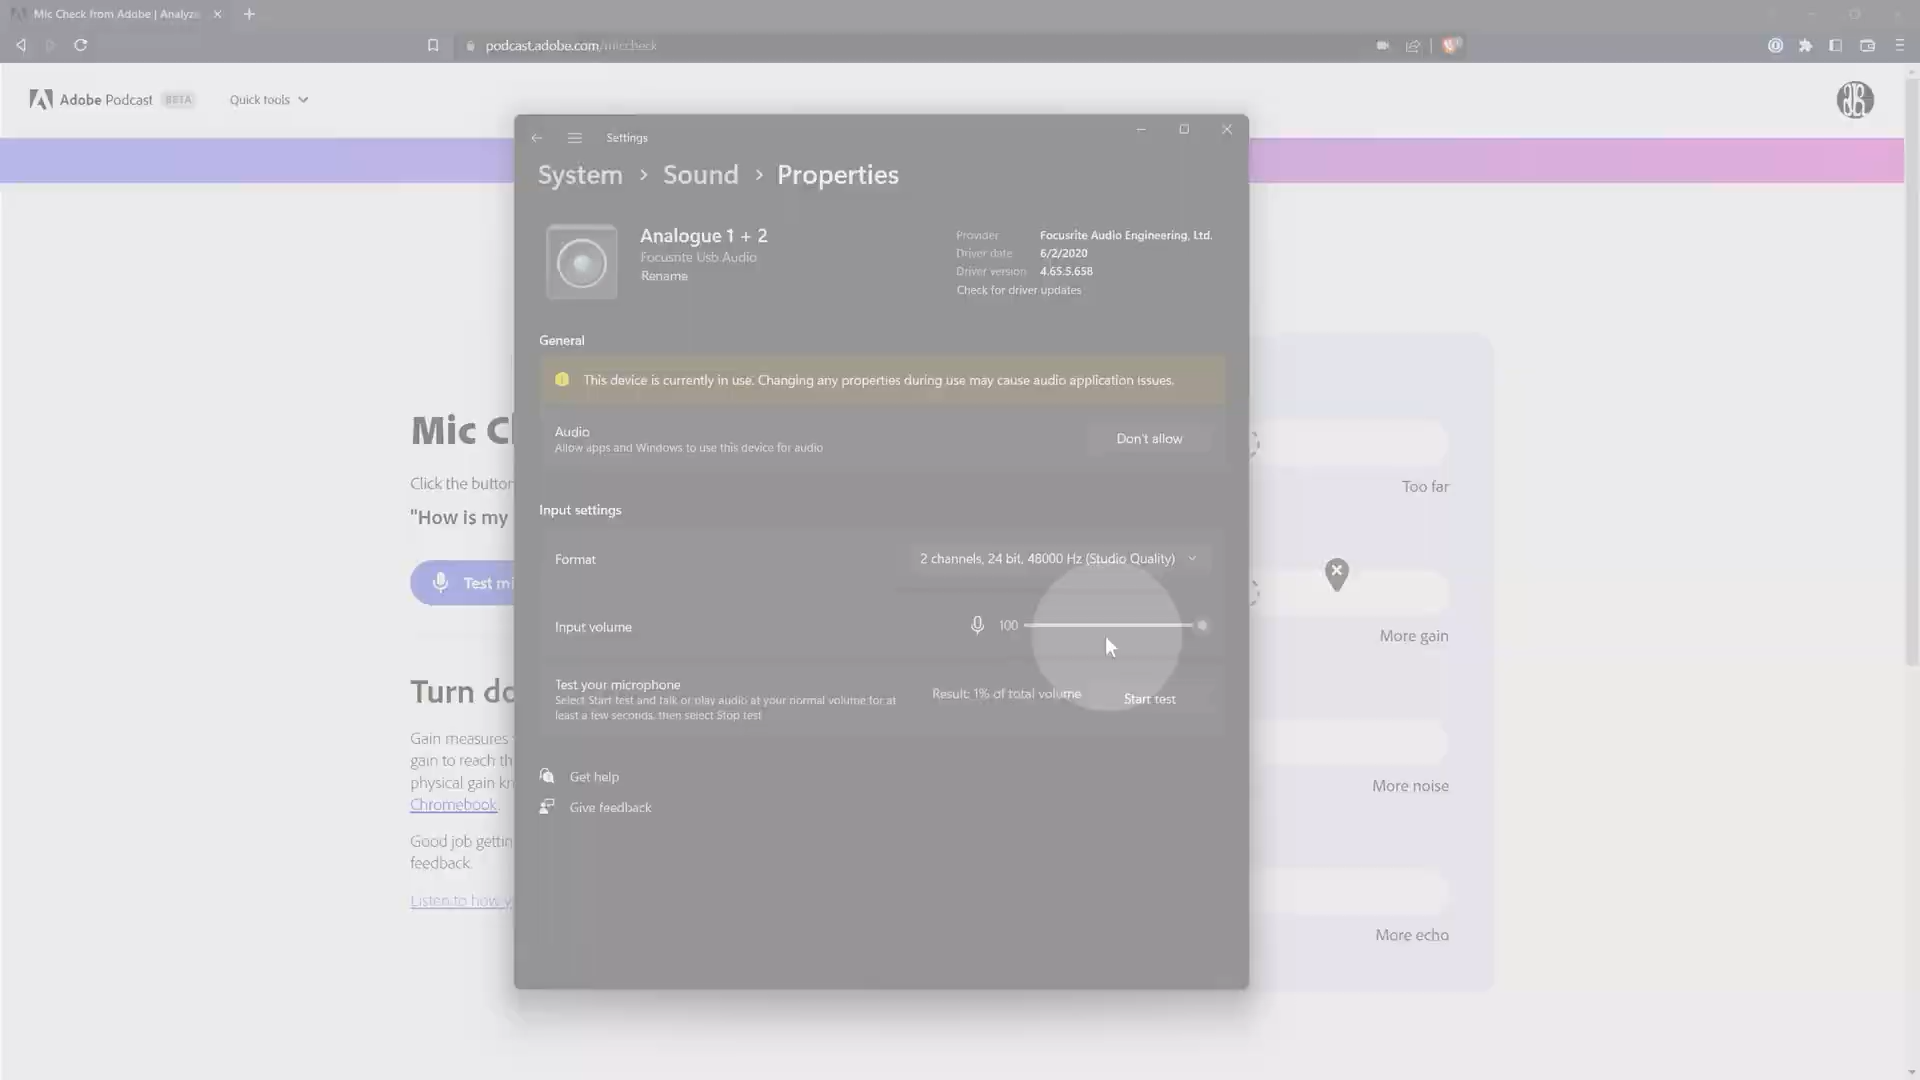 Mic Check from Adobe | Analyz
podcast.adobe.com/miccheck
Adobe Podcast BETA
Quick tools
Settings
System > Sound > Properties
Analogue 1 + 2
Focusrite Usb Audio
Rename
Provider Focusrite Audio Engineering, Ltd.
Driver date 6/2/2020
Driver version 4.65.5.658
Check for driver updates
General
This device is currently in use. Changing any properties during use may cause audio application issues.
Audio
Allow apps and Windows to use this device for audio
Don't allow
Input settings
Format
2 channels, 24 bit, 48000 Hz (Studio Quality)
Input volume
100
Test your microphone
Select Start test and talk or play audio at your normal volume for at
least a few seconds, then select Stop test
Result: 1% of total volume
Start test
Get help
Give feedback
Mic C
Click the button
"How is my
Test mi
Turn do
Gain measures
gain to reach th
physical gain kn
Chromebook.
Good job gettin
feedback.
Listen to how y
Too far
More gain
More noise
More echo